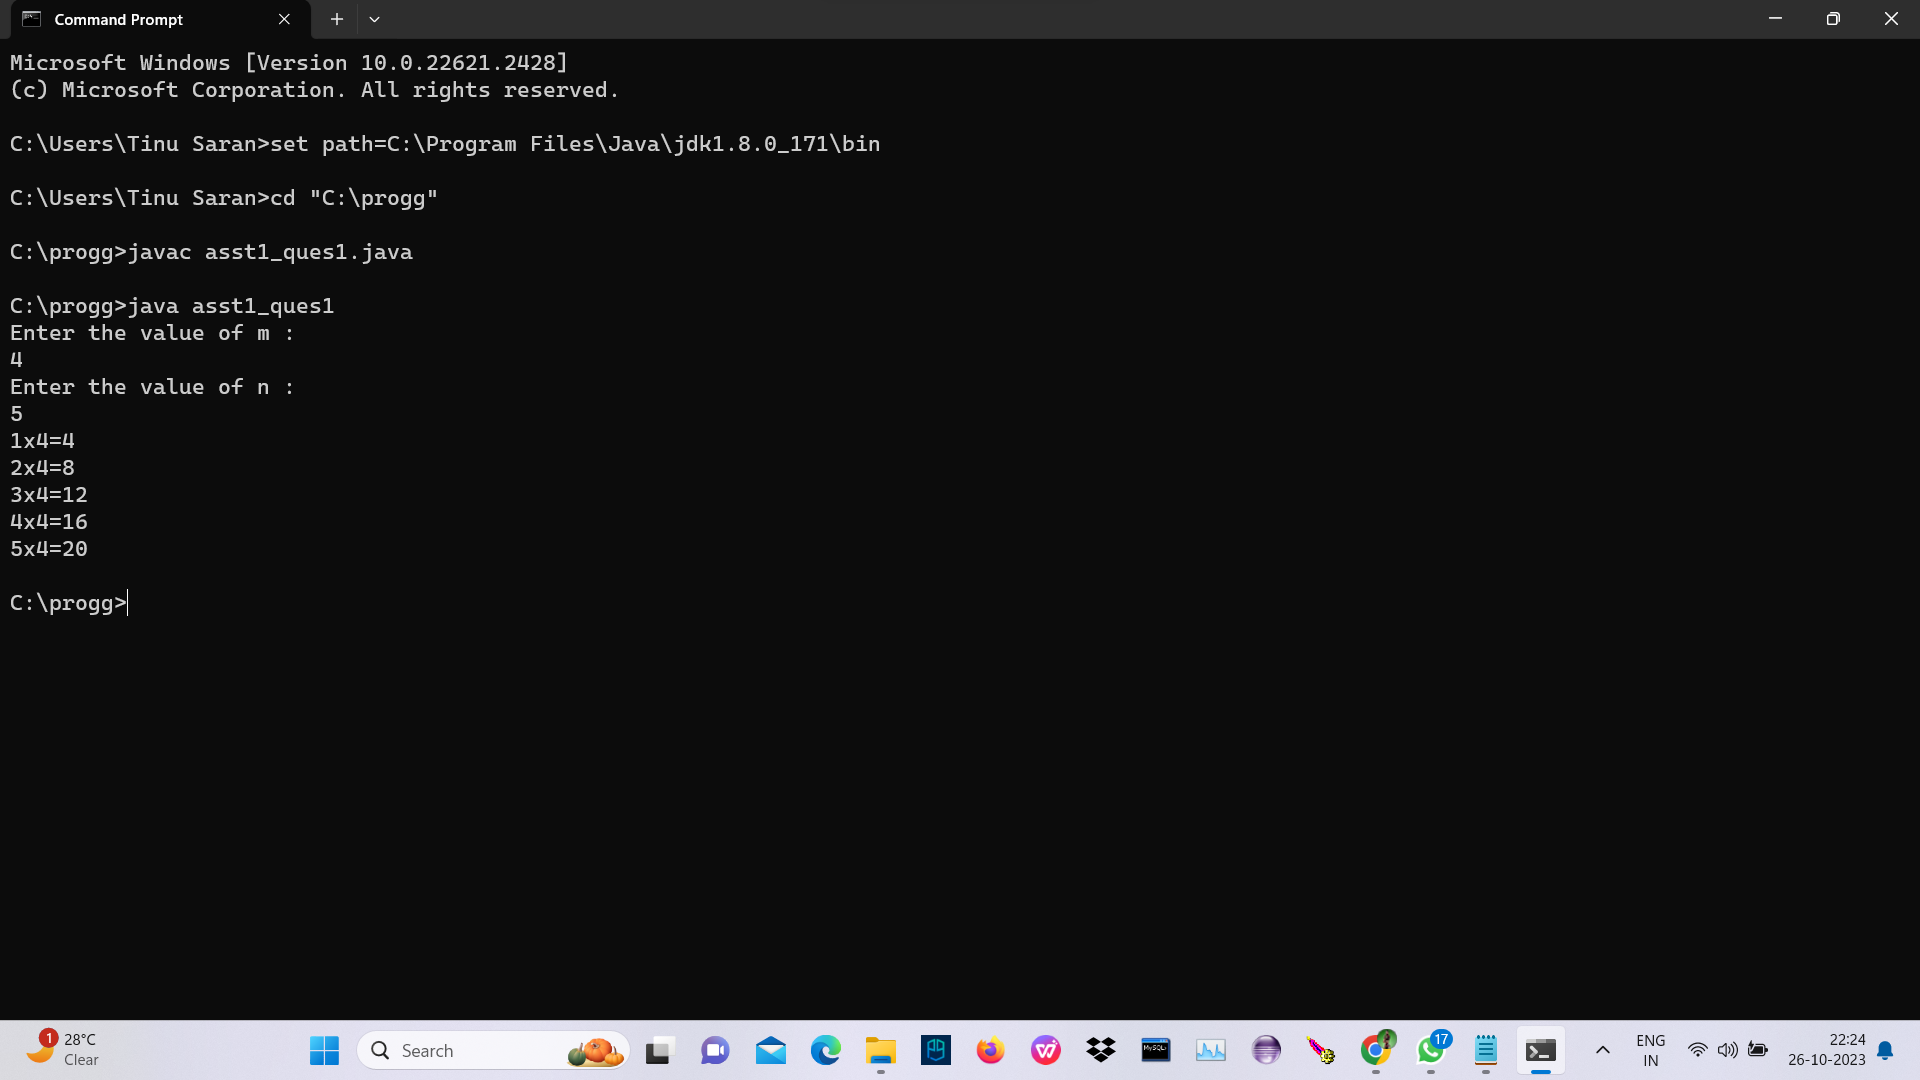 Command Prompt
Microsoft Windows [Version 10.0.22621.2428]
(c) Microsoft Corporation. All rights reserved.
C:\Users\Tinu Saran>set path=C:\Program Files\Java\jdk1.8.0_171\bin
C:\Users\Tinu Saran>cd "C:\progg"
C:\progg>javac asst1_ques1.java
C:\progg>java asst1_ques1
Enter the value of m :
4
Enter the value of n :
5
1x4=4
2x4=8
3x4=12
4x4=16
5x4=20
C:\progg>
1
28°C
Clear
Search
MySQL
17
ENG
IN
22:24
26-10-2023